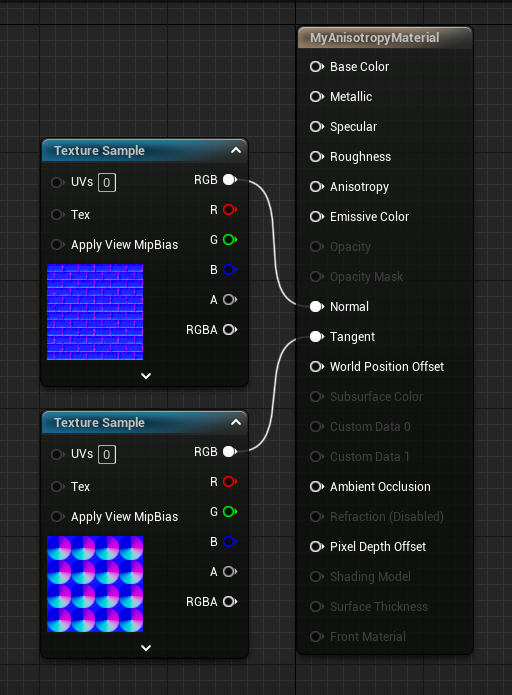 MyAnisotropyMaterial
Base Color
Metallic
Specular
Roughness
Anisotropy
Emissive Color
Opacity
Opacity Mask
Normal
Tangent
World Position Offset
Subsurface Color
Custom Data 0
Custom Data 1
Ambient Occlusion
Refraction (Disabled)
Pixel Depth Offset
Shading Model
Surface Thickness
Front Material
Texture Sample
UVs 0 RGB
Tex R
G
Apply View MipBias
B
A
RGBA
Texture Sample
UVs 0 RGB
Tex R
G
Apply View MipBias
B
A
RGBA